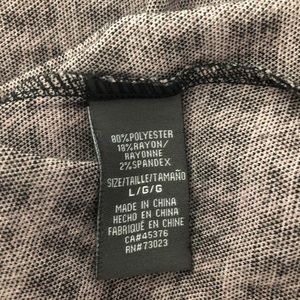 80% POLYESTER
18% RAYON/
RAYONNE
2% SPANDEX
SIZE/TAILLE/TAMAÑO
L/G/G
MADE IN CHINA
HECHO EN CHINA
FABRIQUÉ EN CHINE
CA#45376
RN#73023